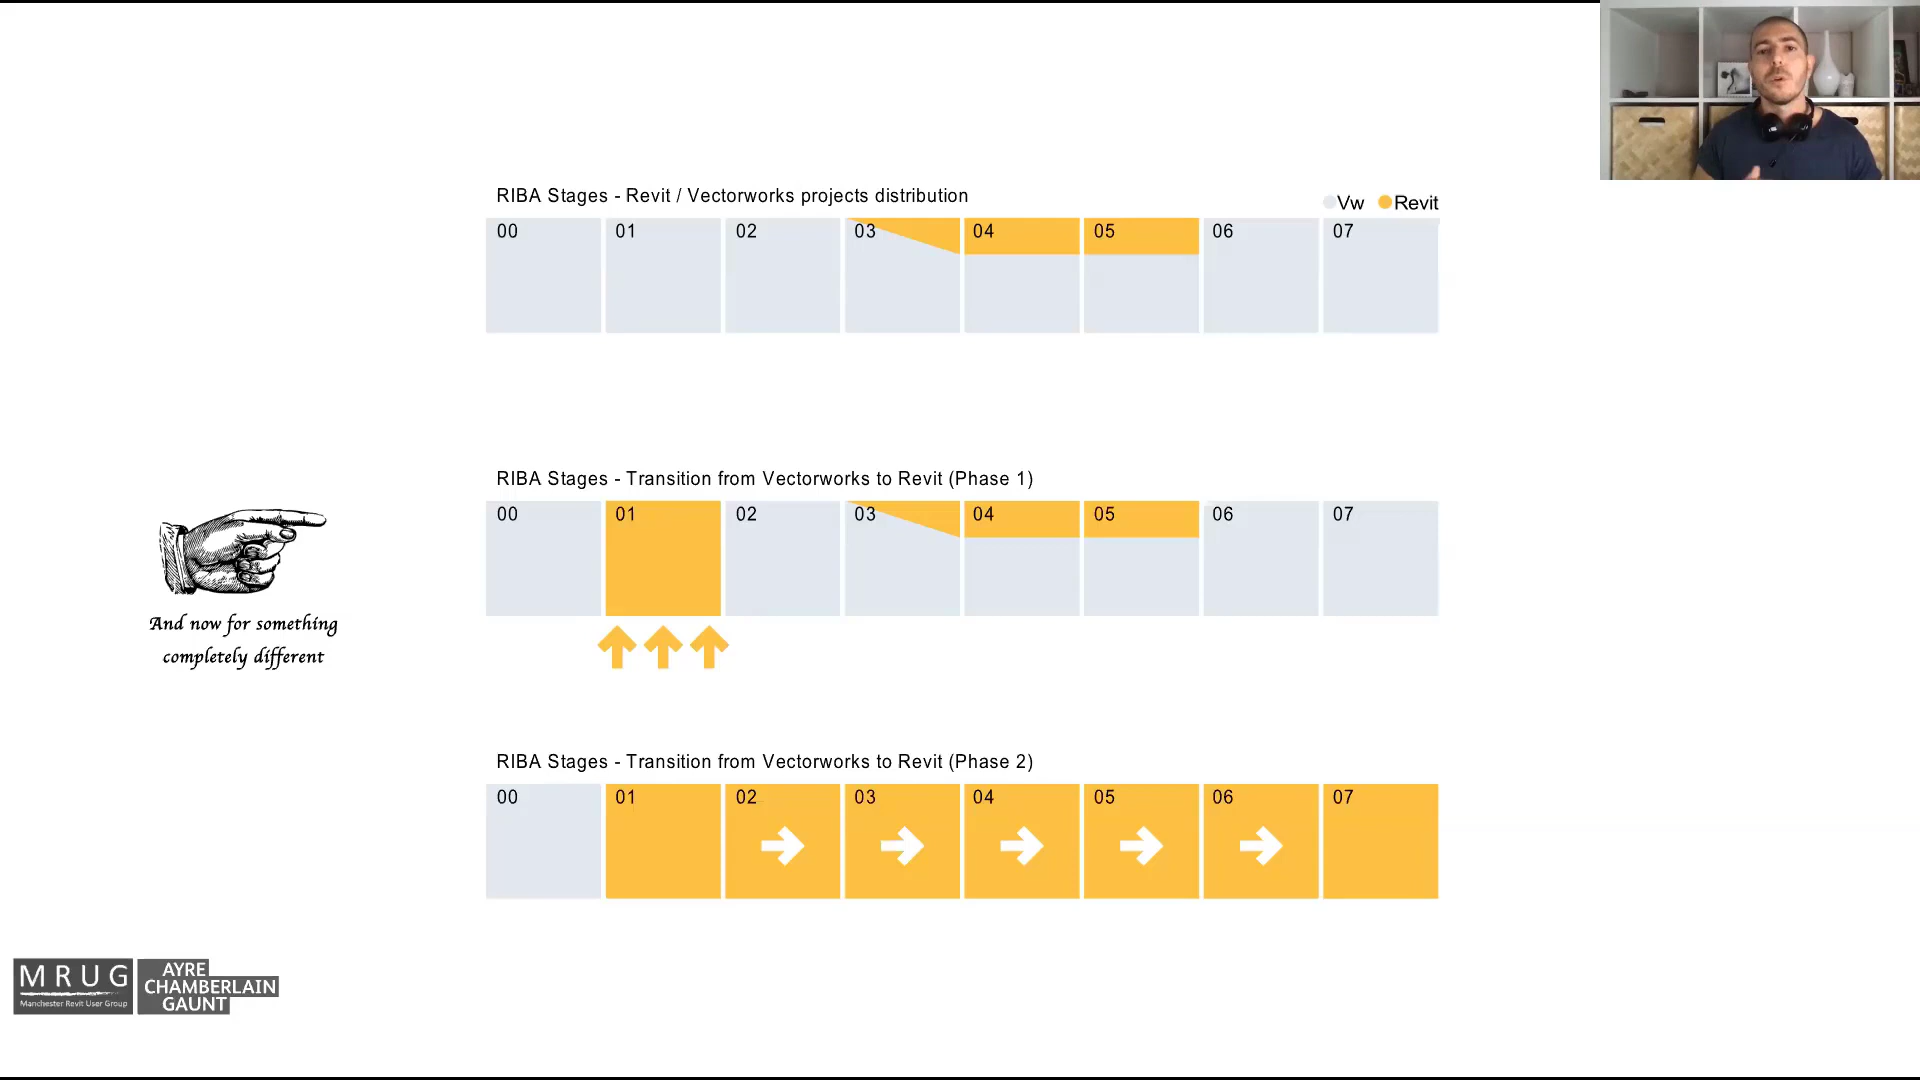 RIBA Stages - Revit / Vectorworks projects distribution
Vw Revit
00 01 02 03 04 05 06 07
RIBA Stages - Transition from Vectorworks to Revit (Phase 1)
00 01 02 03 04 05 06 07
And now for something
completely different
RIBA Stages - Transition from Vectorworks to Revit (Phase 2)
00 01 02 03 04 05 06 07
MRUG
Manchester Revit User Group
AYRE
CHAMBERLAIN
GAUNT